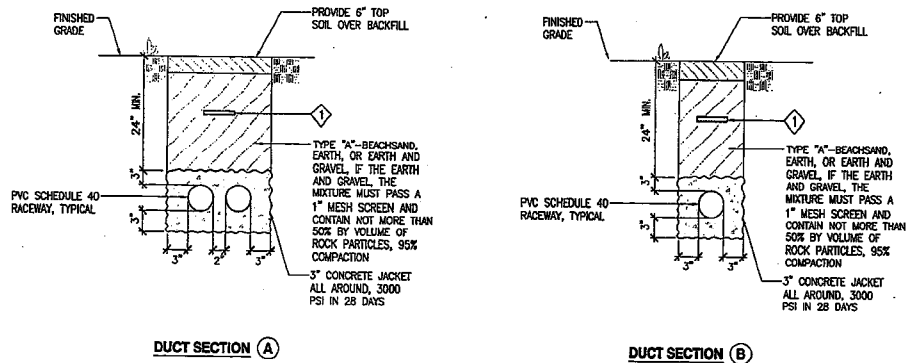 FINISHED
GRADE
PROVIDE 6" TOP
SOIL OVER BACKFILL
24" MIN.
1
TYPE "A"-BEACHSAND,
EARTH, OR EARTH AND
GRAVEL, IF THE EARTH
AND GRAVEL, THE
MIXTURE MUST PASS A
1" MESH SCREEN AND
CONTAIN NOT MORE THAN
50% BY VOLUME OF
ROCK PARTICLES, 95%
COMPACTION
3"
PVC SCHEDULE 40
RACEWAY, TYPICAL
3"
3"
2"
3"
3" CONCRETE JACKET
ALL AROUND, 3000
PSI IN 28 DAYS
DUCT SECTION A
FINISHED
GRADE
PROVIDE 6" TOP
SOIL OVER BACKFILL
24" MIN.
1
TYPE "A"-BEACHSAND,
EARTH, OR EARTH AND
GRAVEL, IF THE EARTH
AND GRAVEL, THE
MIXTURE MUST PASS A
1" MESH SCREEN AND
CONTAIN NOT MORE THAN
50% BY VOLUME OF
ROCK PARTICLES, 95%
COMPACTION
3"
PVC SCHEDULE 40
RACEWAY, TYPICAL
3"
3"
3"
3" CONCRETE JACKET
ALL AROUND, 3000
PSI IN 28 DAYS
DUCT SECTION B